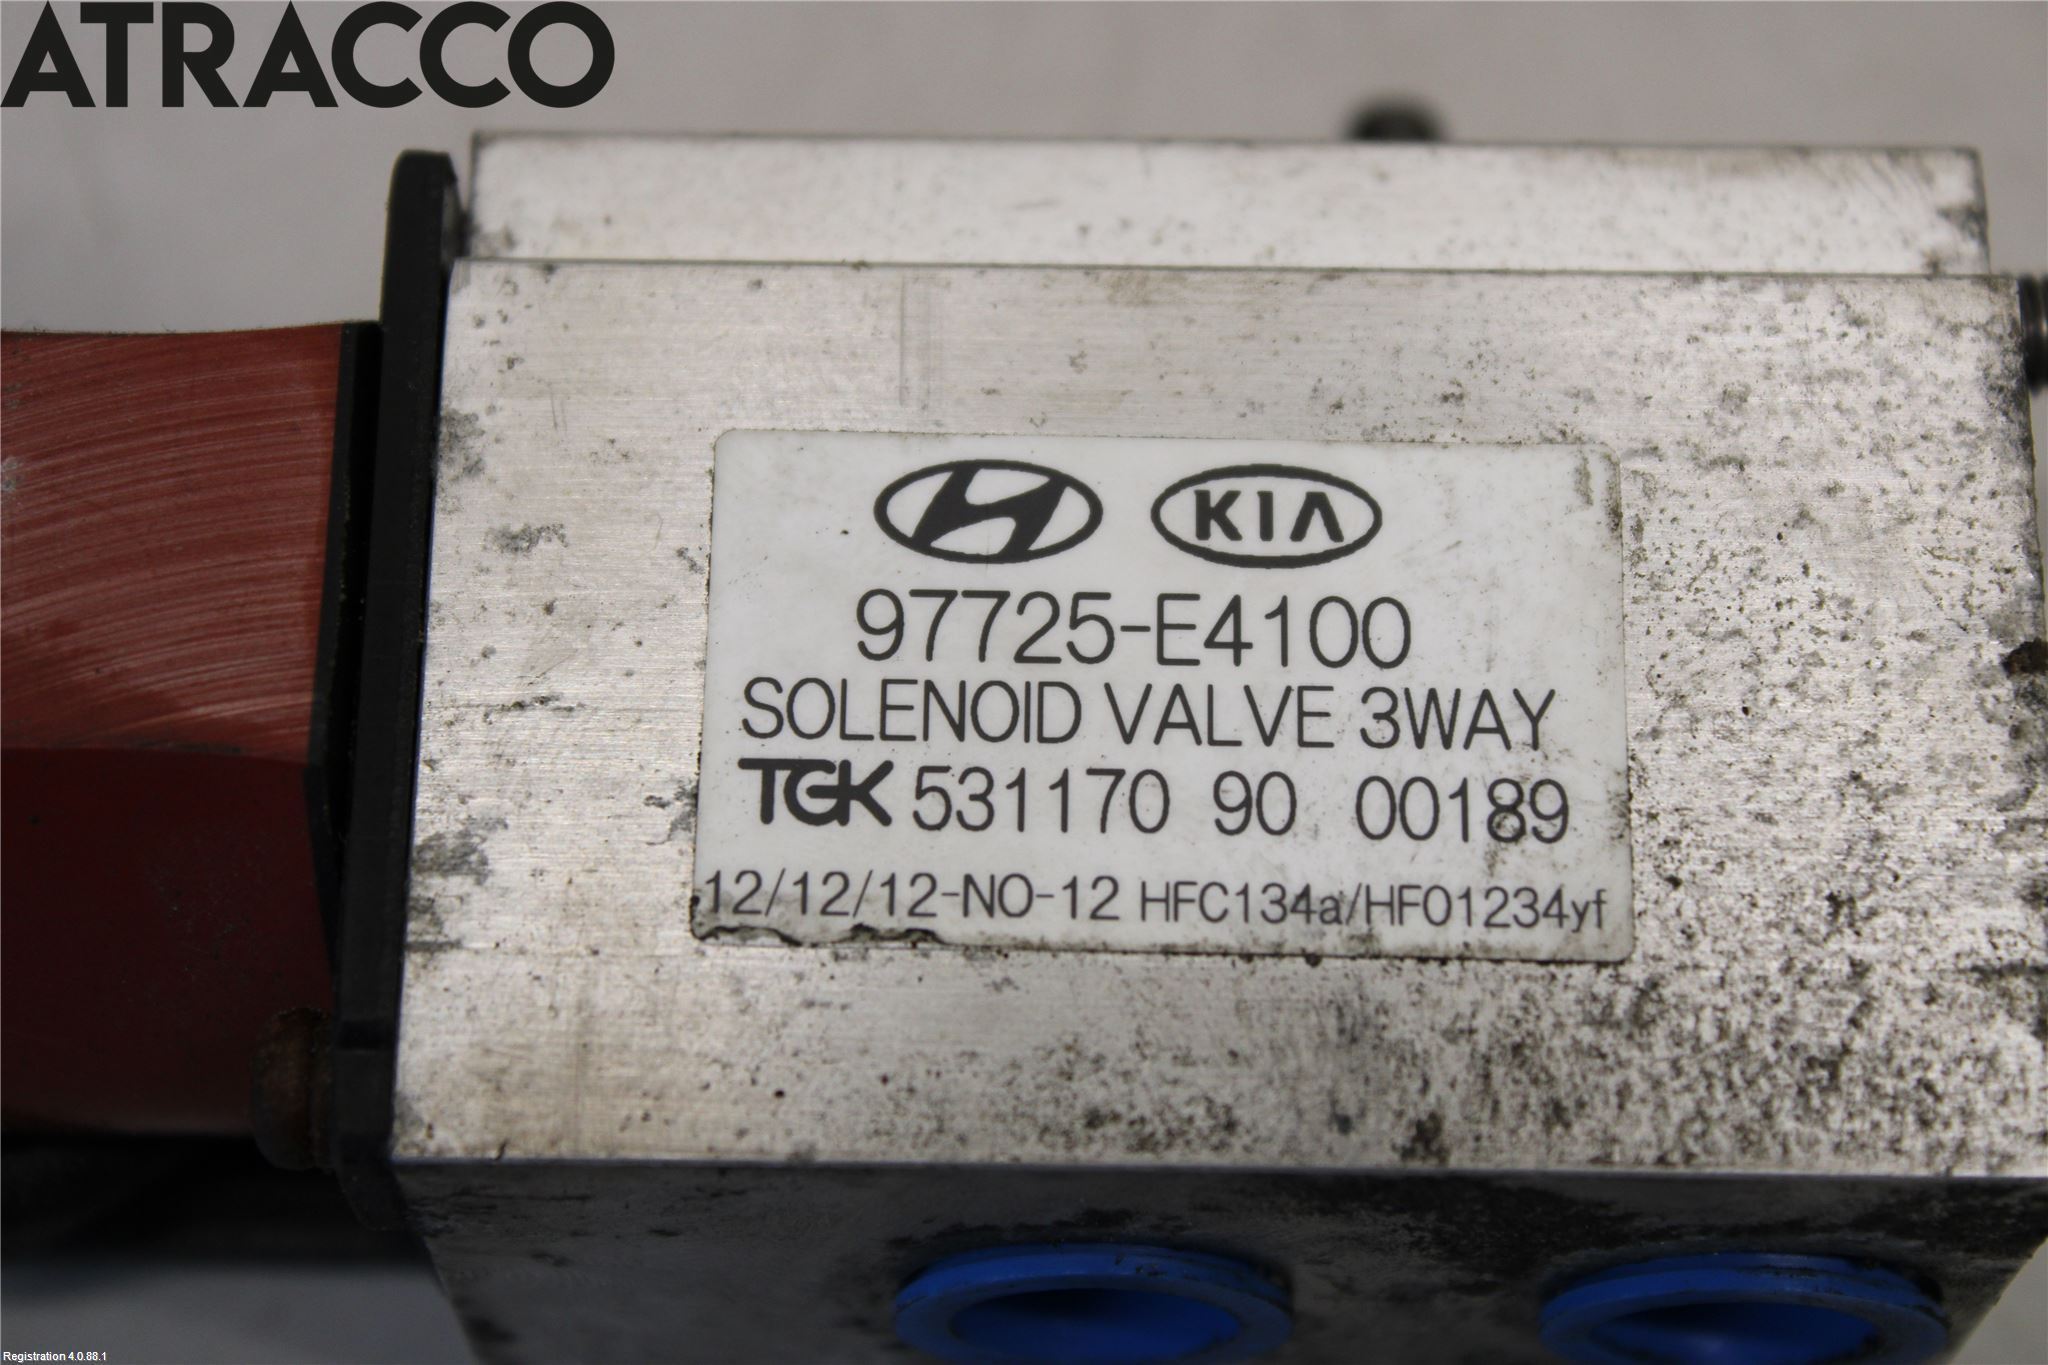 ATRACCO
KIA
97725-E4100
SOLENOID VALVE 3WAY
TGK 531170 90 00189
12/12/12-NO-12 HFC134a/HFO1234yf
Registration 4.0.88.1